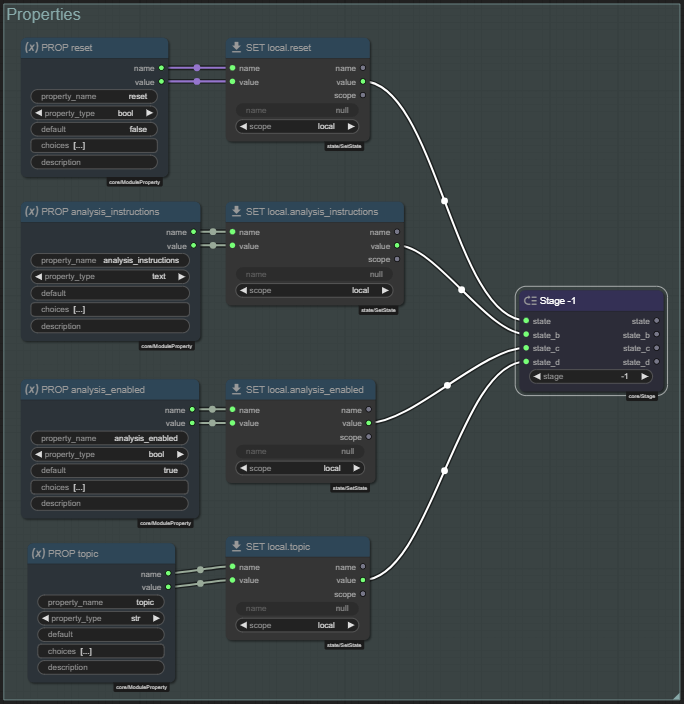 Properties
(x) PROP reset
name
value
property_name reset
property_type bool
default false
choices [...]
description
core/ModuleProperty
SET local.reset
name name
value value
scope
name null
scope local
state/SetState
(x) PROP analysis_instructions
name
value
property_name analysis_instructions
property_type text
default
choices [...]
description
core/ModuleProperty
SET local.analysis_instructions
name name
value value
scope
name null
scope local
state/SetState
Stage -1
state state
state_b state_b
state_c state_c
state_d state_d
stage -1
core/Stage
(x) PROP analysis_enabled
name
value
property_name analysis_enabled
property_type bool
default true
choices [...]
description
core/ModuleProperty
SET local.analysis_enabled
name name
value value
scope
name null
scope local
state/SetState
(x) PROP topic
name
value
property_name topic
property_type str
default
choices [...]
description
core/ModuleProperty
SET local.topic
name name
value value
scope
name null
scope local
state/SetState